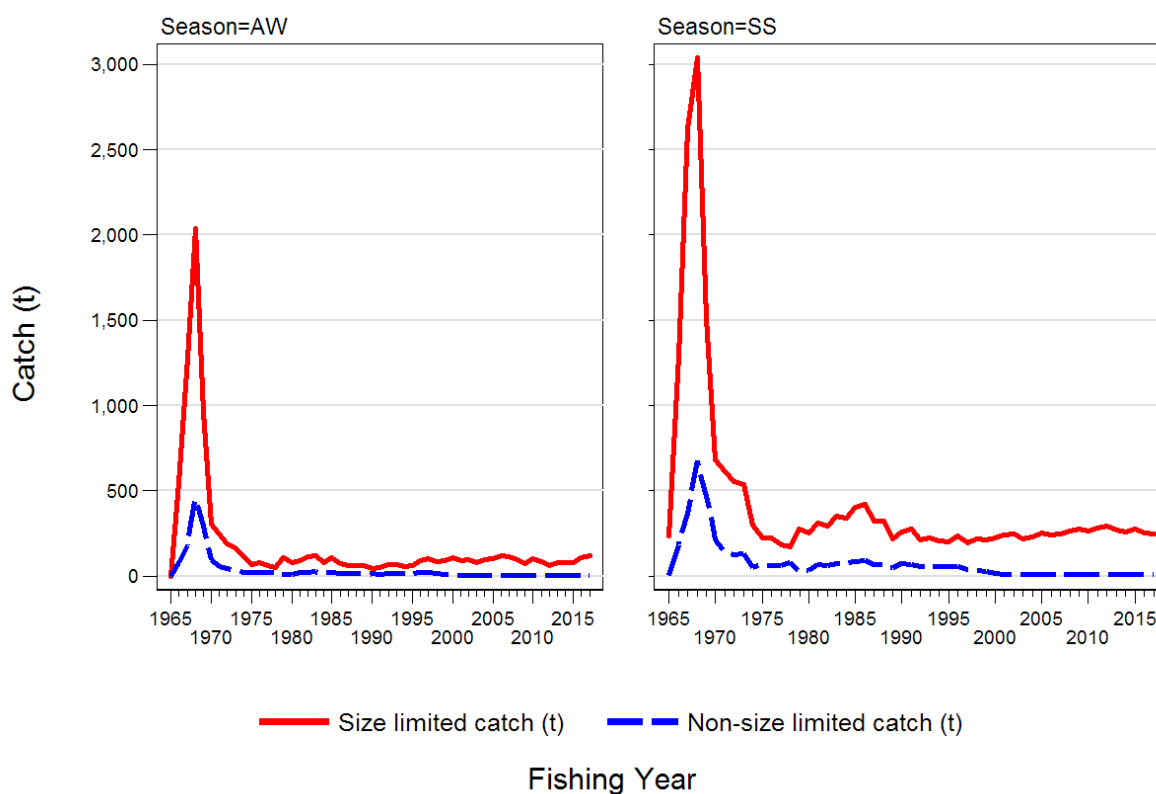 Season=AW
Season=SS
3,000
2,500
2,000
1,500
1,000
500
0
Catch (t)
1965 1975 1985 1995 2005 2015
1970 1980 1990 2000 2010
1965 1975 1985 1995 2005 2015
1970 1980 1990 2000 2010
Size limited catch (t)
Non-size limited catch (t)
Fishing Year